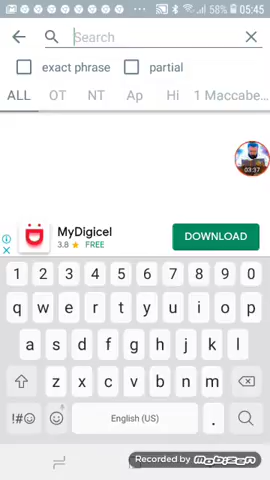 58% 05:45
Search
exact phrase partial
ALL OT NT Ap Hi 1 Maccabe...
03:37
MyDigicel
3.8 FREE
DOWNLOAD
1 2 3 4 5 6 7 8 9 0
q w e r t y u i o p
a s d f g h j k l
z x c v b n m
!#☺ English (US) .
Recorded by MOBIZEN